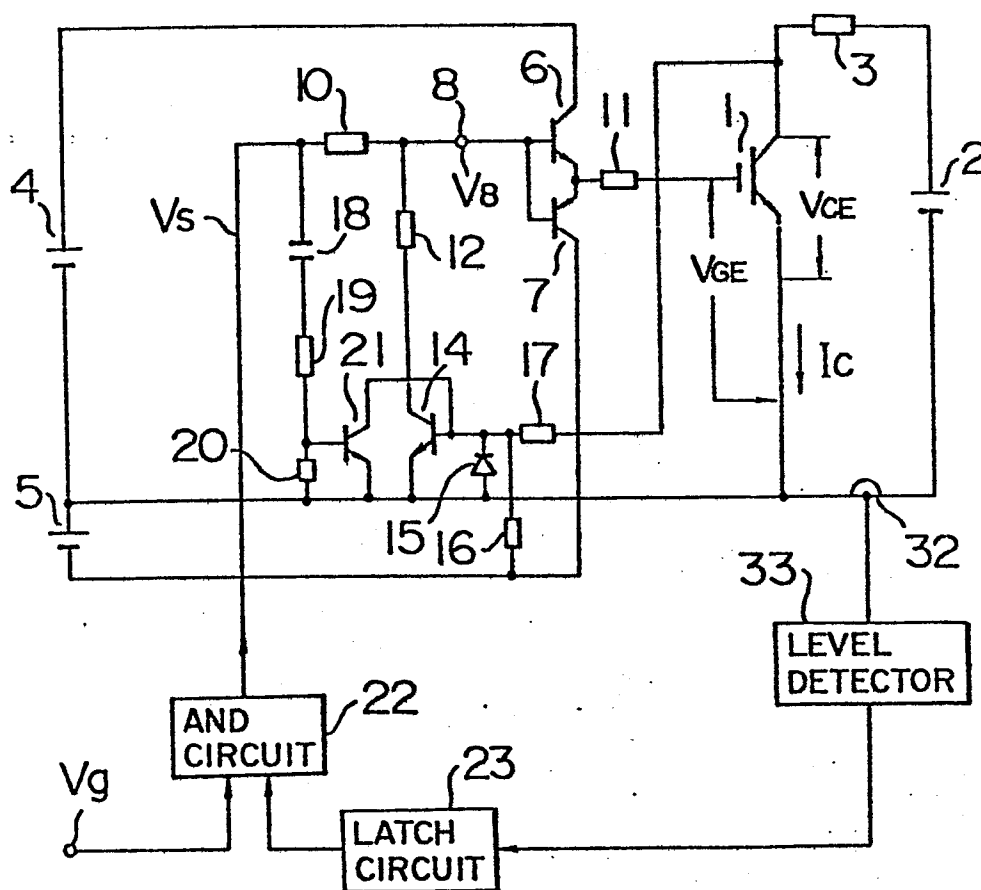 6
3
10
8
11
1
2
4
Vs
V8
VCE
18
12
7
VGE
19
21
14
17
Ic
20
5
15
16
32
33
LEVEL
DETECTOR
22
AND
CIRCUIT
23
Vg
LATCH
CIRCUIT